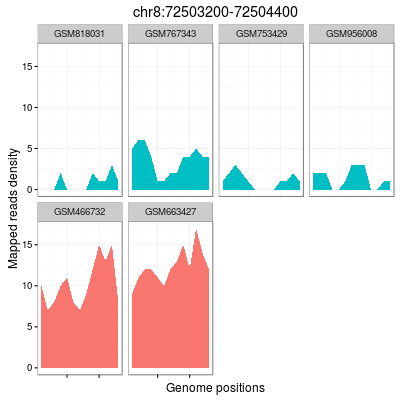 chr8:72503200-72504400
GSM818031 GSM767343 GSM753429 GSM956008
15
10
5
0
Mapped reads density
GSM466732 GSM663427
15
10
5
0
Genome positions